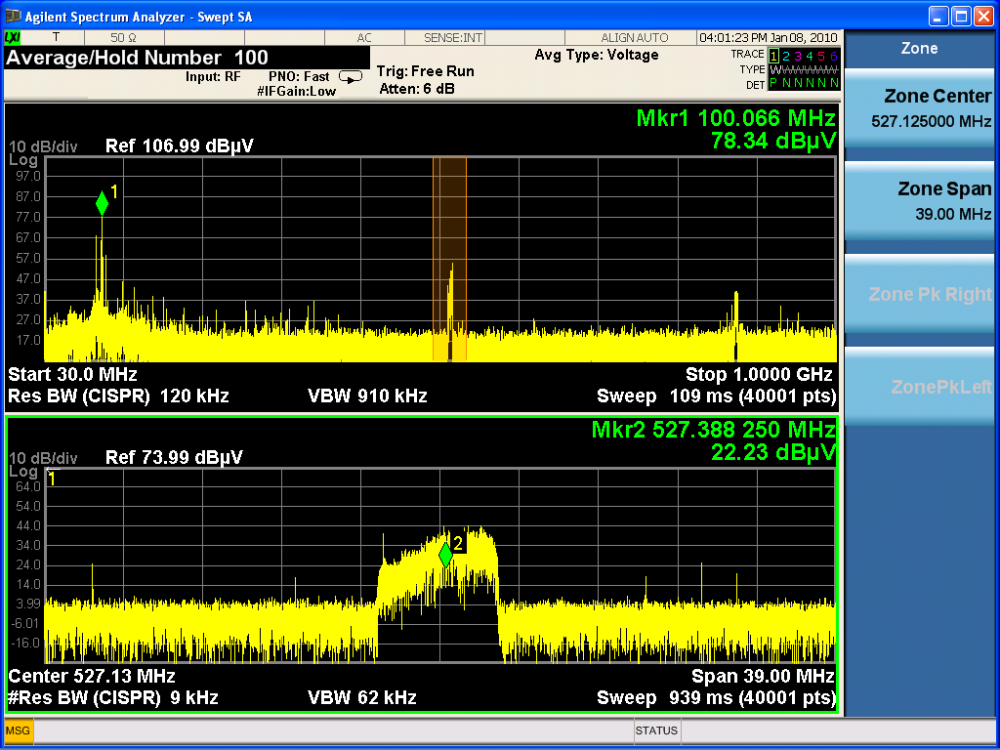 Agilent Spectrum Analyzer - Swept SA
LXI T 50 Ω AC SENSE:INT ALIGN AUTO 04:01:23 PM Jan 08, 2010
Average/Hold Number 100
Input: RF PNO: Fast
#IFGain:Low
Trig: Free Run
Atten: 6 dB
Avg Type: Voltage
TRACE 1 2 3 4 5 6
TYPE W
DET P N N N N N
Zone
Zone Center
527.125000 MHz
Zone Span
39.00 MHz
Zone Pk Right
ZonePkLeft
Mkr1 100.066 MHz
78.34 dBµV
10 dB/div Ref 106.99 dBµV
Log
97.0
87.0
77.0
67.0
57.0
47.0
37.0
27.0
17.0
1
Start 30.0 MHz Stop 1.0000 GHz
Res BW (CISPR) 120 kHz VBW 910 kHz Sweep 109 ms (40001 pts)
Mkr2 527.388 250 MHz
22.23 dBµV
10 dB/div Ref 73.99 dBµV
Log
1
64.0
54.0
44.0
34.0
24.0
14.0
3.99
-6.01
-16.0
2
Center 527.13 MHz Span 39.00 MHz
#Res BW (CISPR) 9 kHz VBW 62 kHz Sweep 939 ms (40001 pts)
MSG STATUS